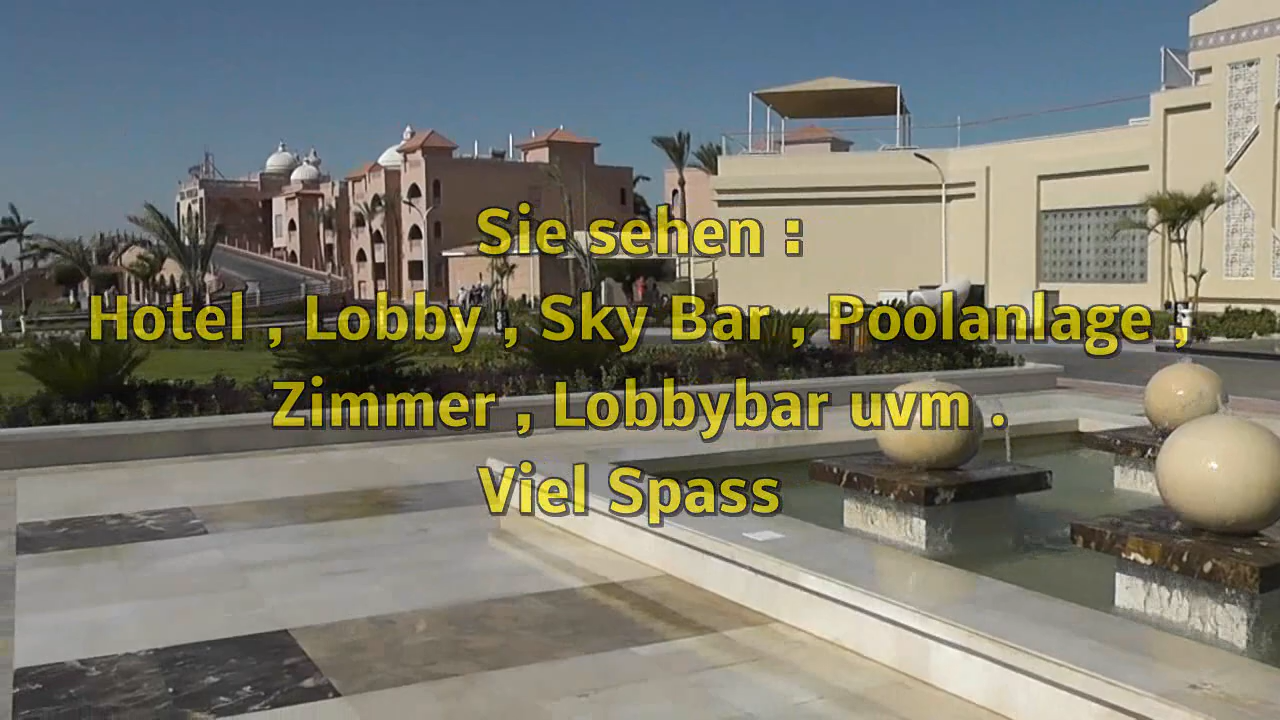 Sie sehen :
Hotel , Lobby , Sky Bar , Poolanlage ,
Zimmer , Lobbybar uvm .
Viel Spass